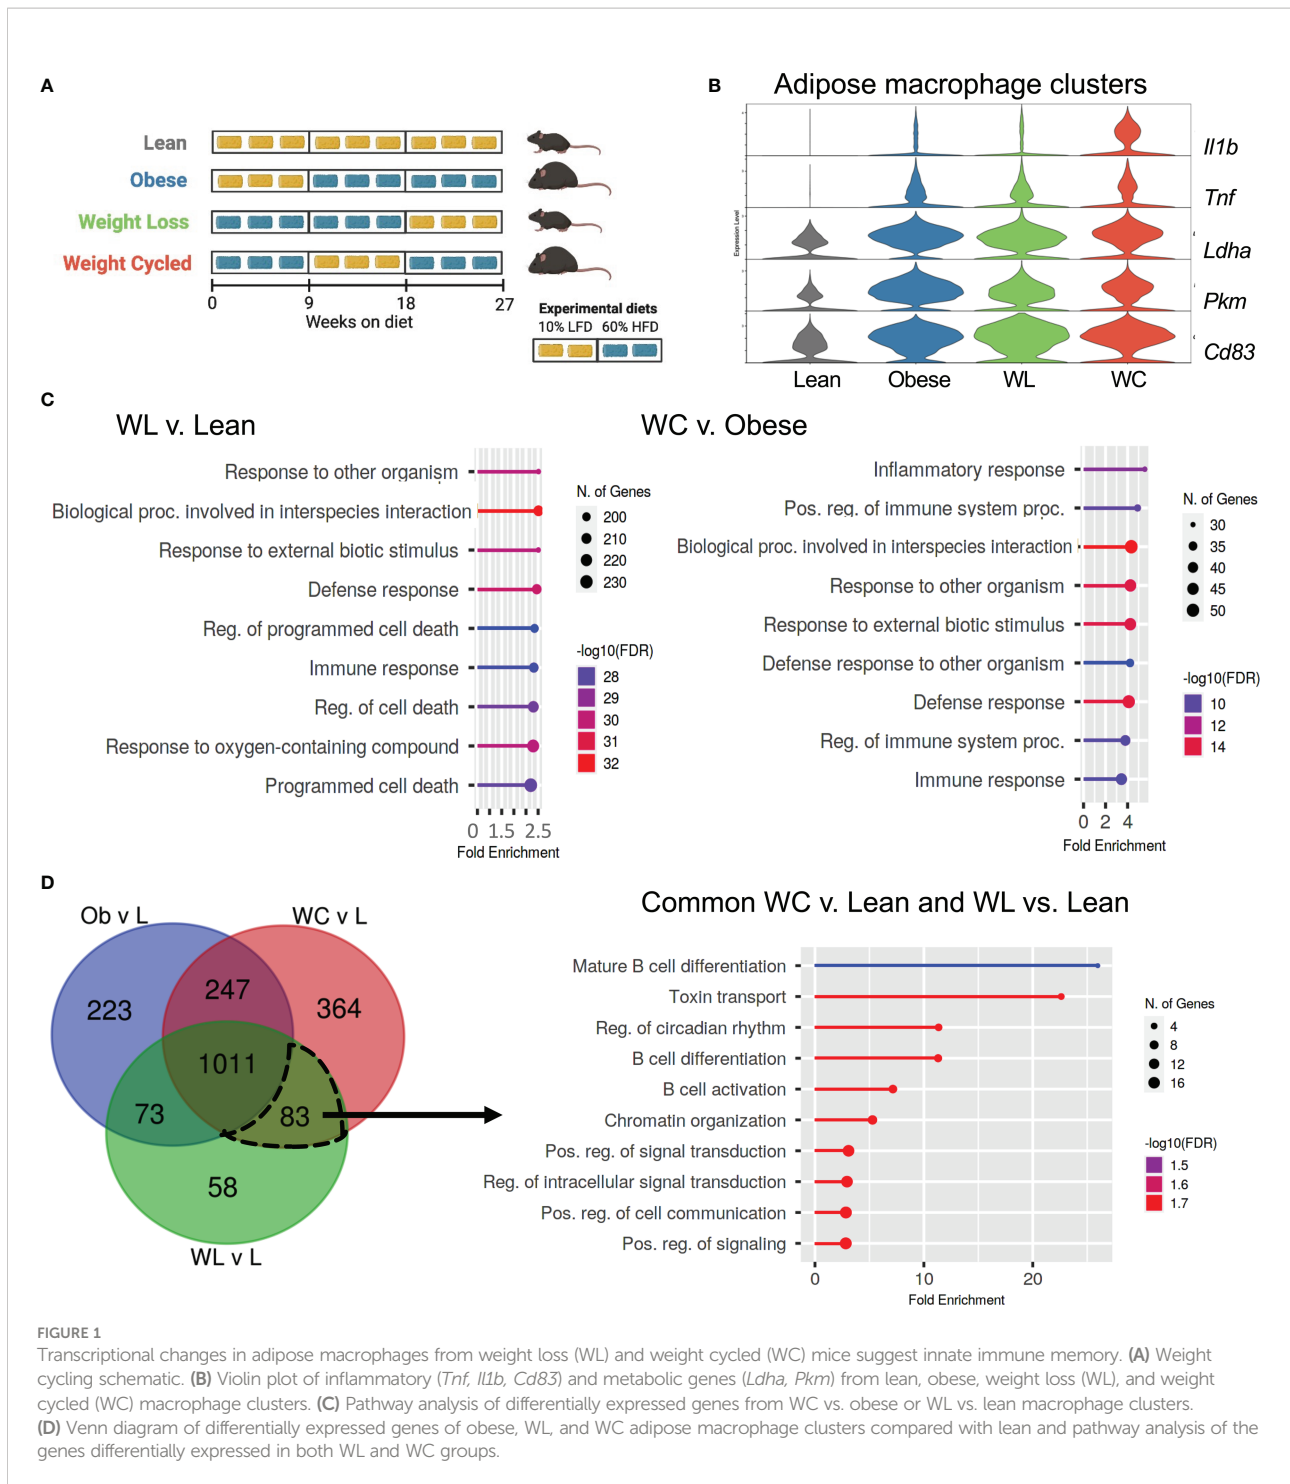 A
Lean
Obese
Weight Loss
Weight Cycled
0 9 18 27
Weeks on diet
Experimental diets
10% LFD 60% HFD
B
Adipose macrophage clusters
Expression Level
Il1b
Tnf
Ldha
Pkm
Cd83
Lean Obese WL WC
C
WL v. Lean
Response to other organism
Biological proc. involved in interspecies interaction
Response to external biotic stimulus
Defense response
Reg. of programmed cell death
Immune response
Reg. of cell death
Response to oxygen-containing compound
Programmed cell death
0 1.5 2.5
Fold Enrichment
N. of Genes
200
210
220
230
-log10(FDR)
28
29
30
31
32
WC v. Obese
Inflammatory response
Pos. reg. of immune system proc.
Biological proc. involved in interspecies interaction
Response to other organism
Response to external biotic stimulus
Defense response to other organism
Defense response
Reg. of immune system proc.
Immune response
0 2 4
Fold Enrichment
N. of Genes
30
35
40
45
50
-log10(FDR)
10
12
14
D
Ob v L
WC v L
223
247
364
1011
73
83
58
WL v L
Common WC v. Lean and WL vs. Lean
Mature B cell differentiation
Toxin transport
Reg. of circadian rhythm
B cell differentiation
B cell activation
Chromatin organization
Pos. reg. of signal transduction
Reg. of intracellular signal transduction
Pos. reg. of cell communication
Pos. reg. of signaling
0 10 20
Fold Enrichment
N. of Genes
4
8
12
16
-log10(FDR)
1.5
1.6
1.7
FIGURE 1
Transcriptional changes in adipose macrophages from weight loss (WL) and weight cycled (WC) mice suggest innate immune memory. (A) Weight
cycling schematic. (B) Violin plot of inflammatory (Tnf, Il1b, Cd83) and metabolic genes (Ldha, Pkm) from lean, obese, weight loss (WL), and weight
cycled (WC) macrophage clusters. (C) Pathway analysis of differentially expressed genes from WC vs. obese or WL vs. lean macrophage clusters.
(D) Venn diagram of differentially expressed genes of obese, WL, and WC adipose macrophage clusters compared with lean and pathway analysis of the
genes differentially expressed in both WL and WC groups.